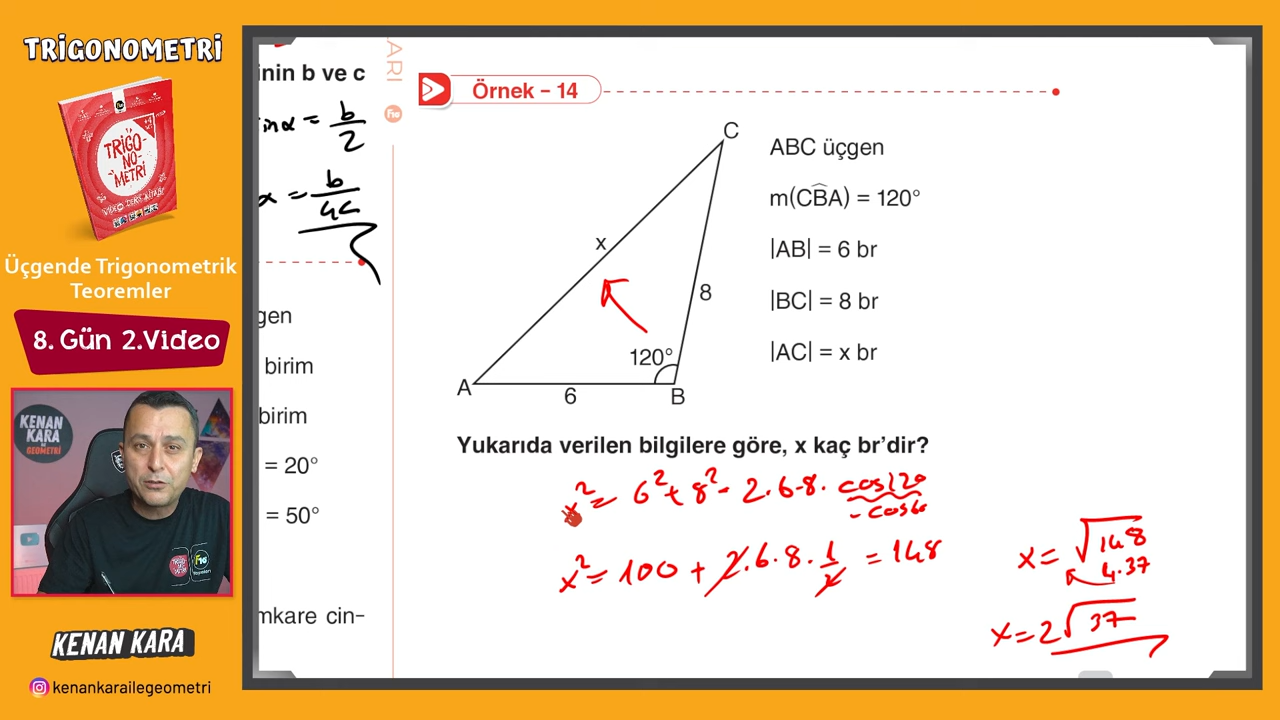 TRİGONOMETRİ
TRİGO-
NO-
METRİ
VİDEO DERS KİTABI
Üçgende Trigonometrik
Teoremler
8. Gün 2.Video
KENAN
KARA
ile
GEOMETRİ
KENAN KARA
kenankarailegeometri
inin b ve c
inα = b/2
α = b/4c
gen
birim
birim
= 20°
= 50°
mkare cin-
ARI
Örnek – 14
C
x
8
120°
A
6
B
ABC üçgen
m(CB̂A) = 120°
|AB| = 6 br
|BC| = 8 br
|AC| = x br
Yukarıda verilen bilgilere göre, x kaç br'dir?
x² = 6² + 8² - 2.6.8. cos120
-cos60
x² = 100 + 2.6.8.1/2 = 148
x = √148
4.37
x = 2√37